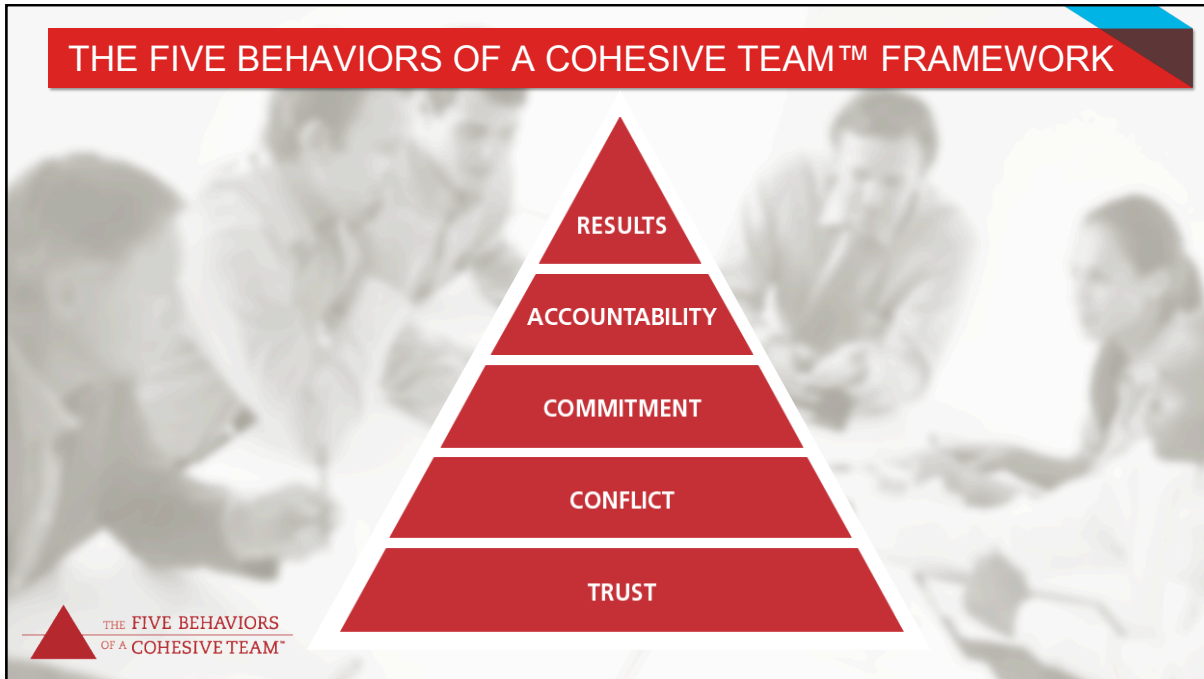 THE FIVE BEHAVIORS OF A COHESIVE TEAM™ FRAMEWORK
RESULTS
ACCOUNTABILITY
COMMITMENT
CONFLICT
TRUST
THE FIVE BEHAVIORS
OF A COHESIVE TEAM™